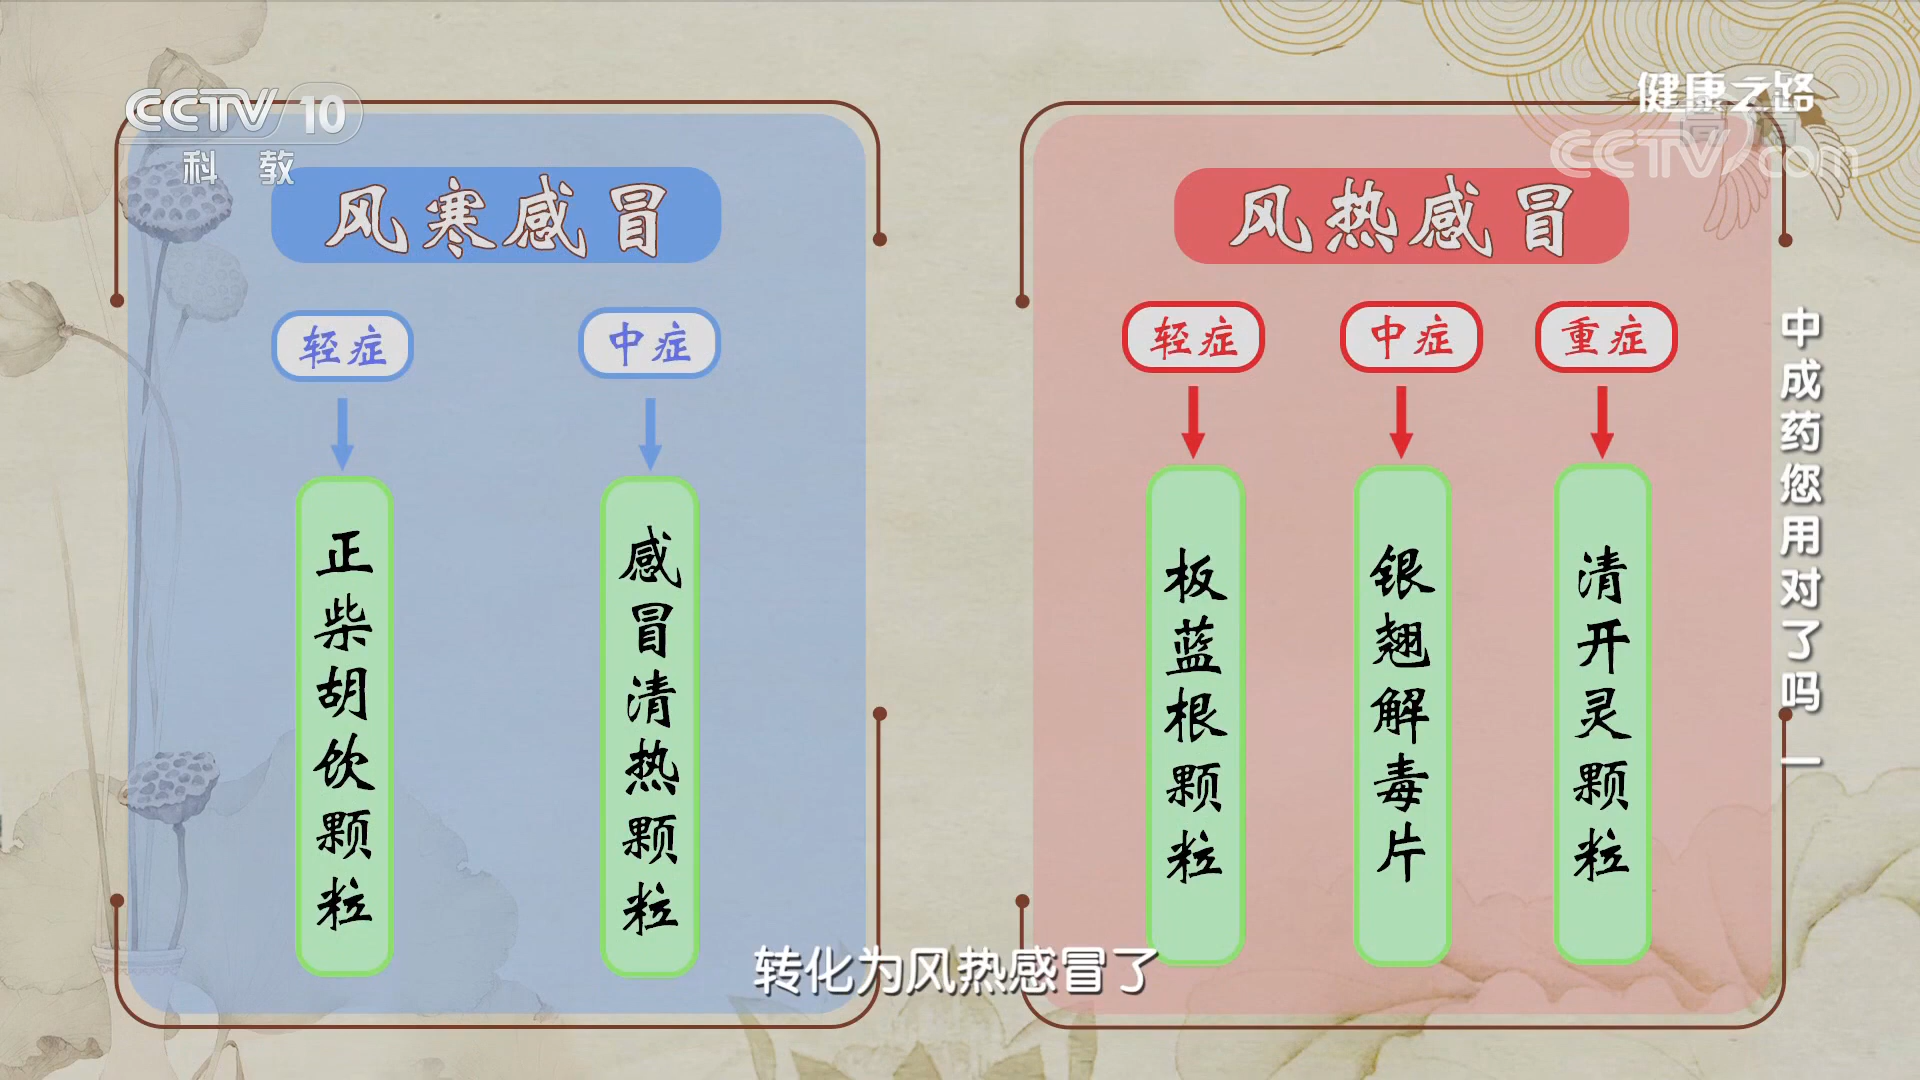 CCTV 10
科教
健康之路
CCTV.com
风寒感冒
轻症
中症
正柴胡饮颗粒
感冒清热颗粒
风热感冒
轻症
中症
重症
板蓝根颗粒
银翘解毒片
清开灵颗粒
中成药您用对了吗 一
转化为风热感冒了